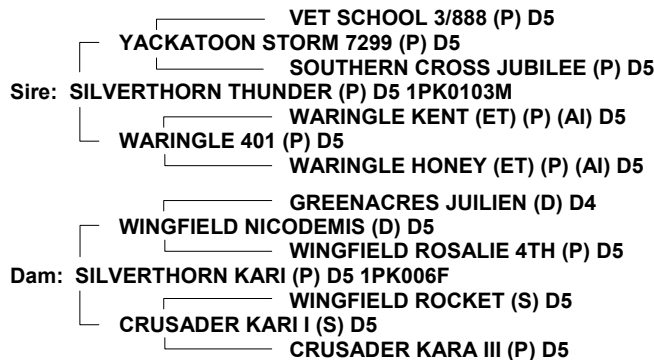 VET SCHOOL 3/888 (P) D5
YACKATOON STORM 7299 (P) D5
SOUTHERN CROSS JUBILEE (P) D5
Sire: SILVERTHORN THUNDER (P) D5 1PK0103M
WARINGLE KENT (ET) (P) (AI) D5
WARINGLE 401 (P) D5
WARINGLE HONEY (ET) (P) (AI) D5
GREENACRES JUILIEN (D) D4
WINGFIELD NICODEMIS (D) D5
WINGFIELD ROSALIE 4TH (P) D5
Dam: SILVERTHORN KARI (P) D5 1PK006F
WINGFIELD ROCKET (S) D5
CRUSADER KARI I (S) D5
CRUSADER KARA III (P) D5